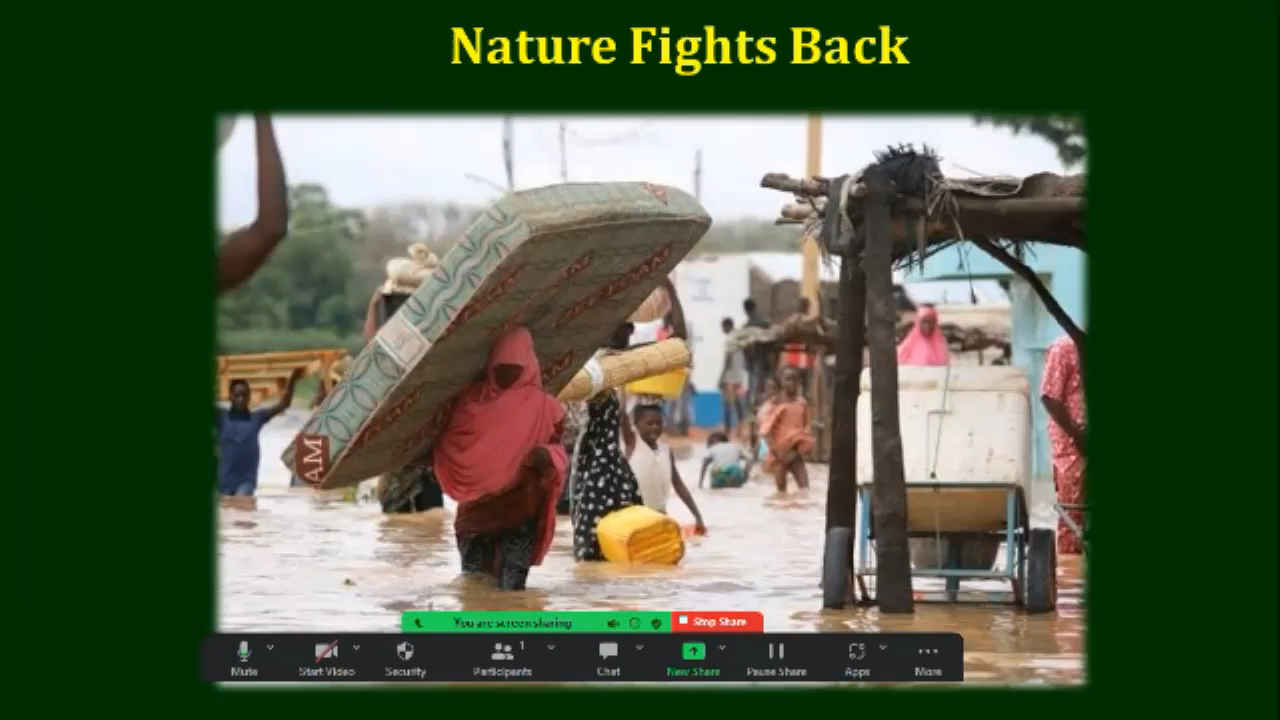 Nature Fights Back
AM
You are screen sharing
Stop Share
Mute
Start Video
Security
Participants
1
Chat
New Share
Pause Share
Apps
More